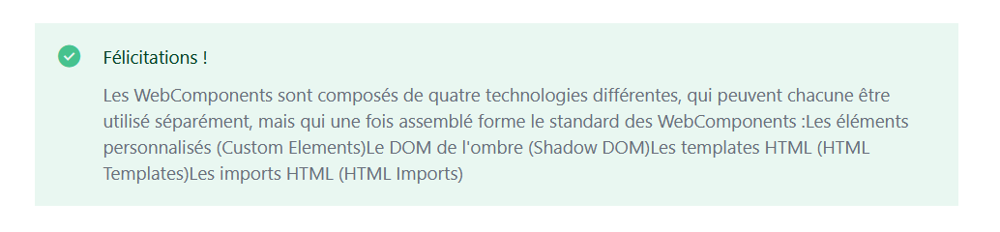 Félicitations !
Les WebComponents sont composés de quatre technologies différentes, qui peuvent chacune être
utilisé séparément, mais qui une fois assemblé forme le standard des WebComponents :Les éléments
personnalisés (Custom Elements)Le DOM de l'ombre (Shadow DOM)Les templates HTML (HTML
Templates)Les imports HTML (HTML Imports)